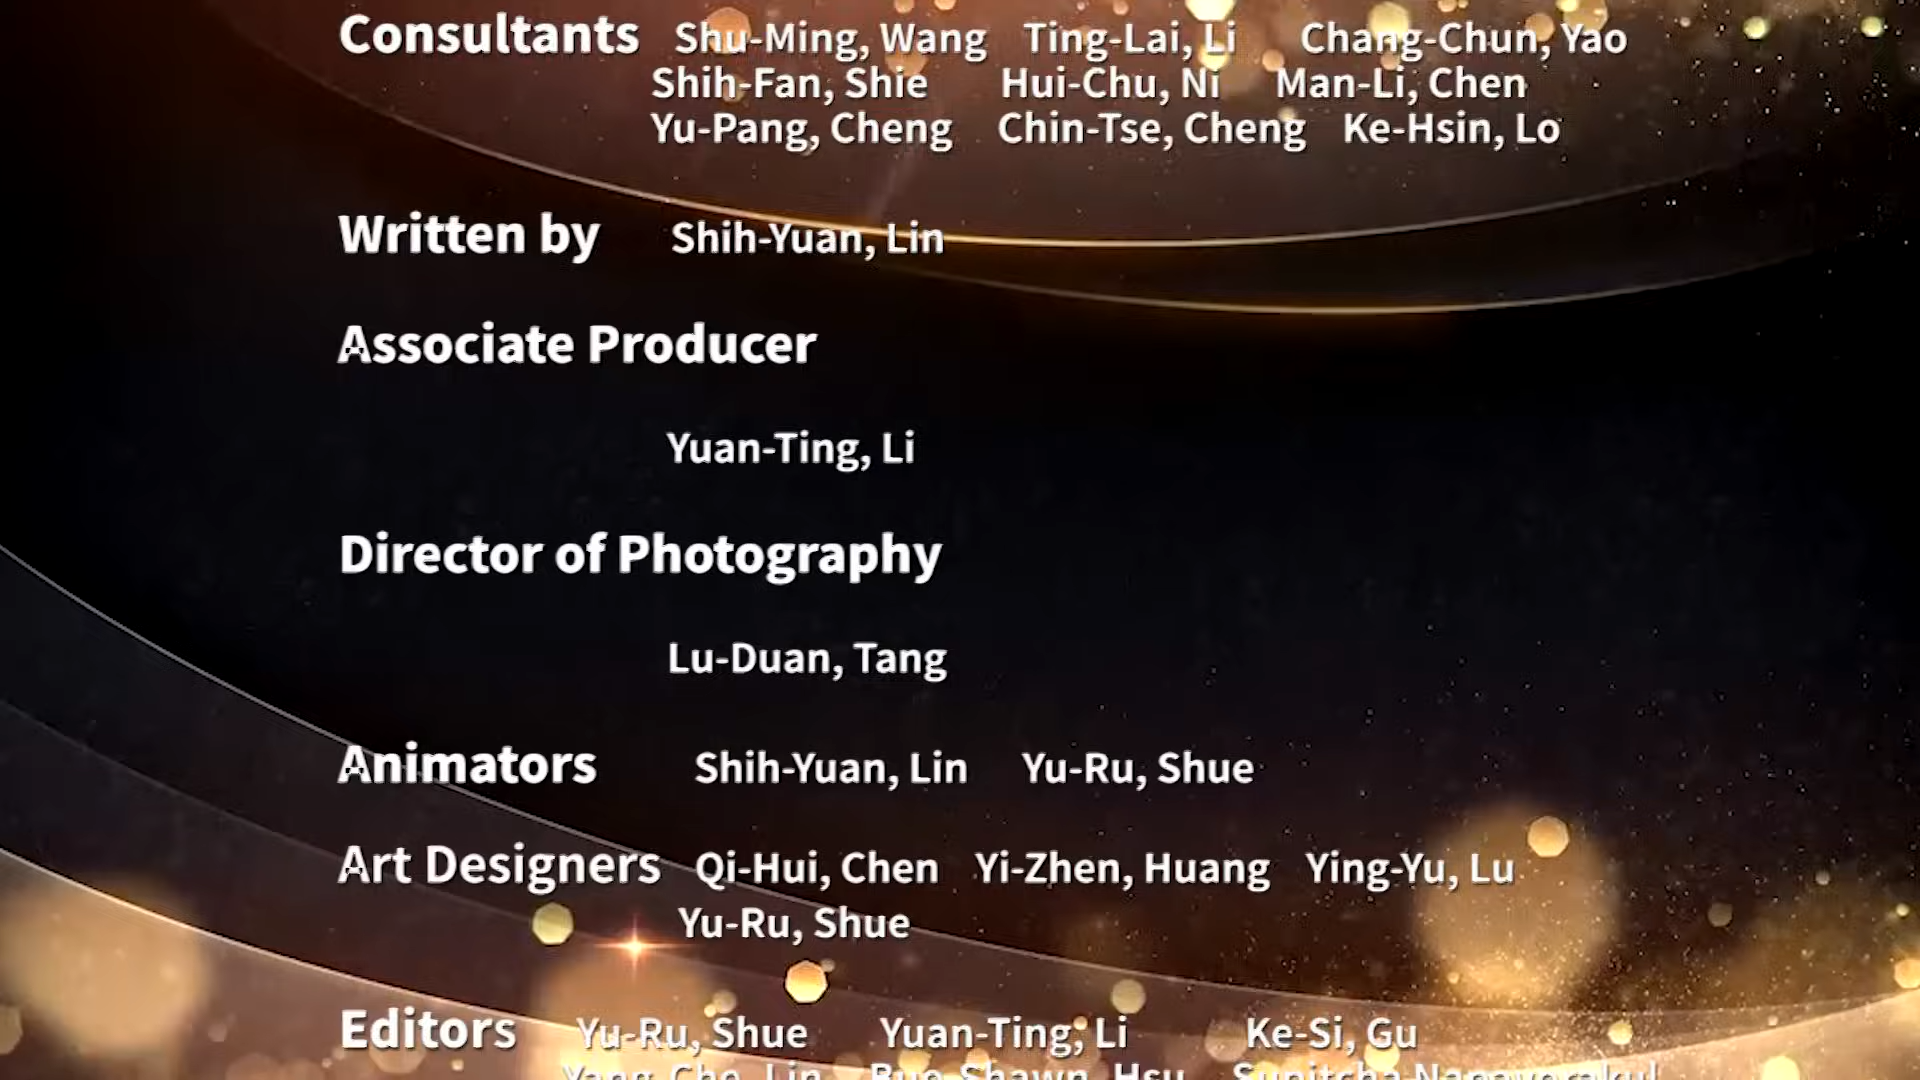 Consultants Shu-Ming, Wang Ting-Lai, Li Chang-Chun, Yao
Shih-Fan, Shie Hui-Chu, Ni Man-Li, Chen
Yu-Pang, Cheng Chin-Tse, Cheng Ke-Hsin, Lo
Written by Shih-Yuan, Lin
Associate Producer
Yuan-Ting, Li
Director of Photography
Lu-Duan, Tang
Animators Shih-Yuan, Lin Yu-Ru, Shue
Art Designers Qi-Hui, Chen Yi-Zhen, Huang Ying-Yu, Lu
Yu-Ru, Shue
Editors Yu-Ru, Shue Yuan-Ting, Li Ke-Si, Gu
Lin Hsu